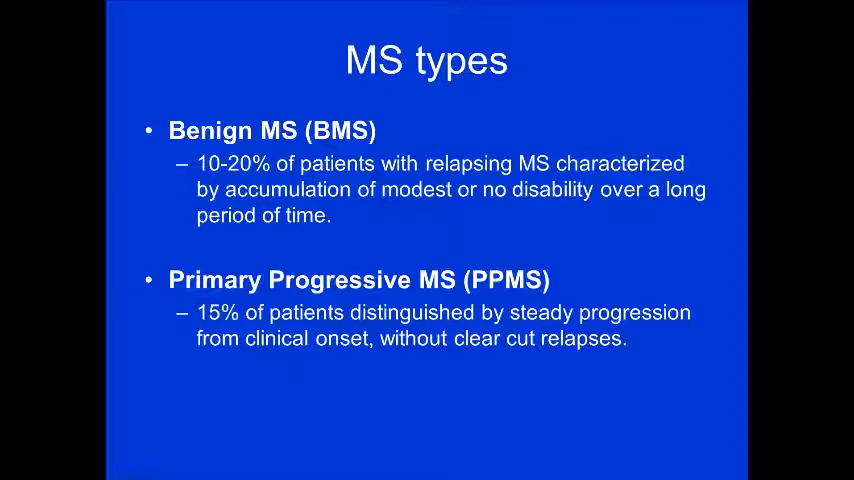 MS types
• Benign MS (BMS)
– 10-20% of patients with relapsing MS characterized
by accumulation of modest or no disability over a long
period of time.
• Primary Progressive MS (PPMS)
– 15% of patients distinguished by steady progression
from clinical onset, without clear cut relapses.